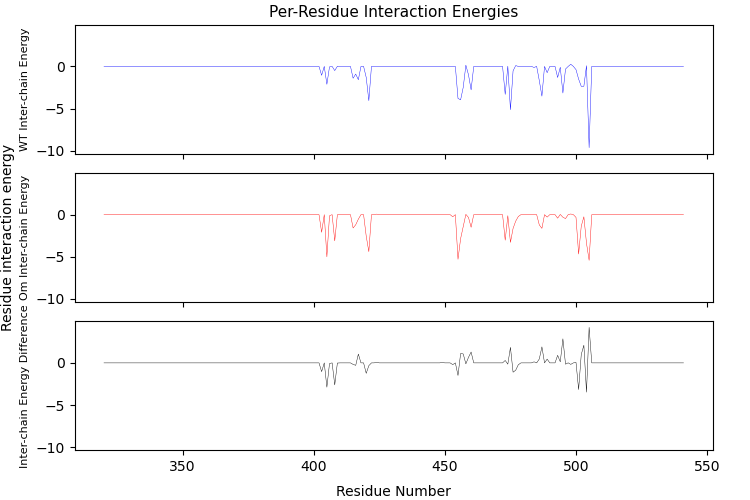 Per-Residue Interaction Energies
Residue interaction energy
WT Inter-chain Energy
0
−5
−10
Om Inter-chain Energy
0
−5
−10
Inter-chain Energy Difference
0
−5
−10
350
400
450
500
550
Residue Number